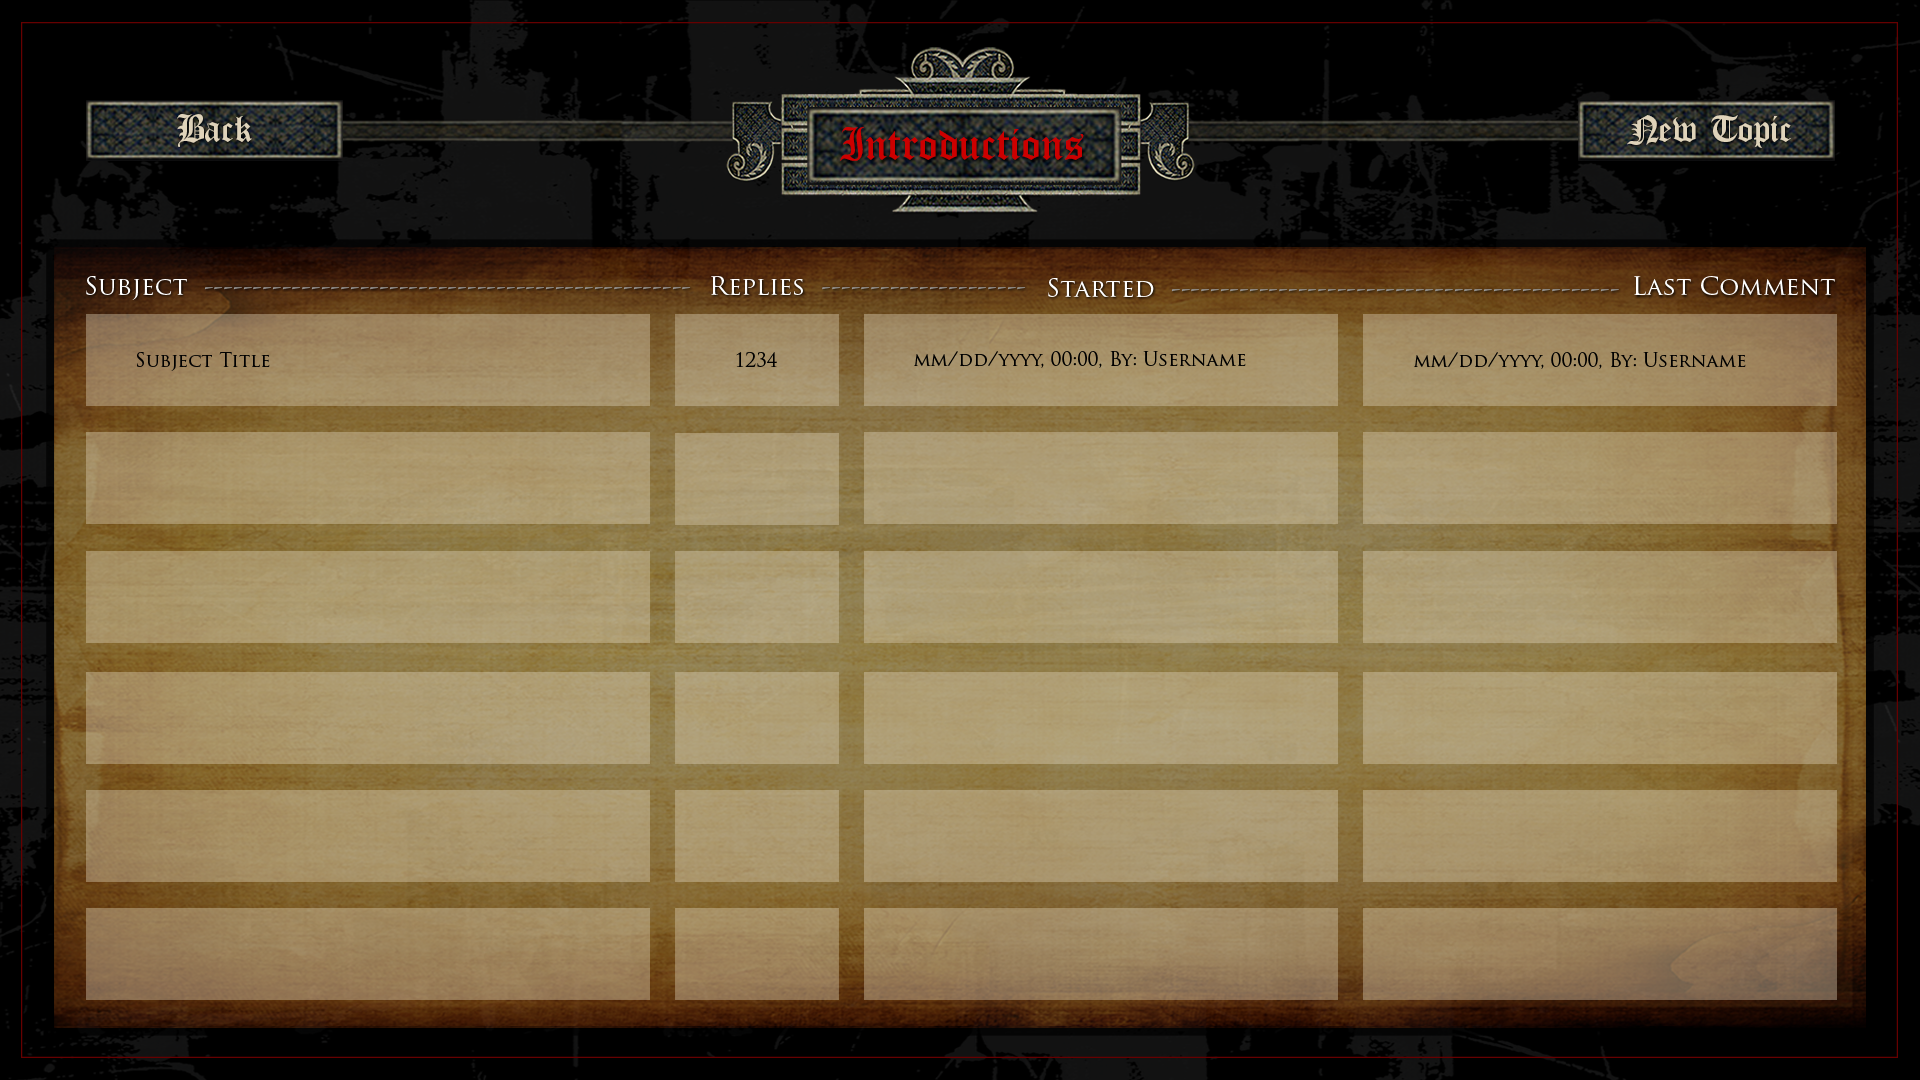 Back
Introductions
New Topic
Subject Replies Started Last Comment
Subject Title 1234 mm/dd/yyyy, 00:00, By: Username mm/dd/yyyy, 00:00, By: Username